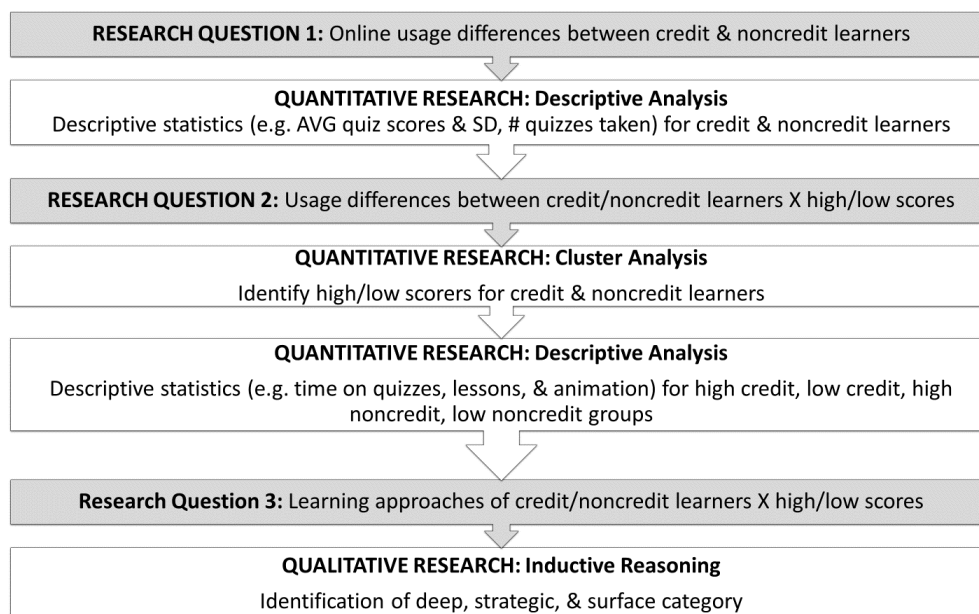 RESEARCH QUESTION 1: Online usage differences between credit & noncredit learners
QUANTITATIVE RESEARCH: Descriptive Analysis
Descriptive statistics (e.g. AVG quiz scores & SD, # quizzes taken) for credit & noncredit learners
RESEARCH QUESTION 2: Usage differences between credit/noncredit learners X high/low scores
QUANTITATIVE RESEARCH: Cluster Analysis
Identify high/low scorers for credit & noncredit learners
QUANTITATIVE RESEARCH: Descriptive Analysis
Descriptive statistics (e.g. time on quizzes, lessons, & animation) for high credit, low credit, high
noncredit, low noncredit groups
Research Question 3: Learning approaches of credit/noncredit learners X high/low scores
QUALITATIVE RESEARCH: Inductive Reasoning
Identification of deep, strategic, & surface category